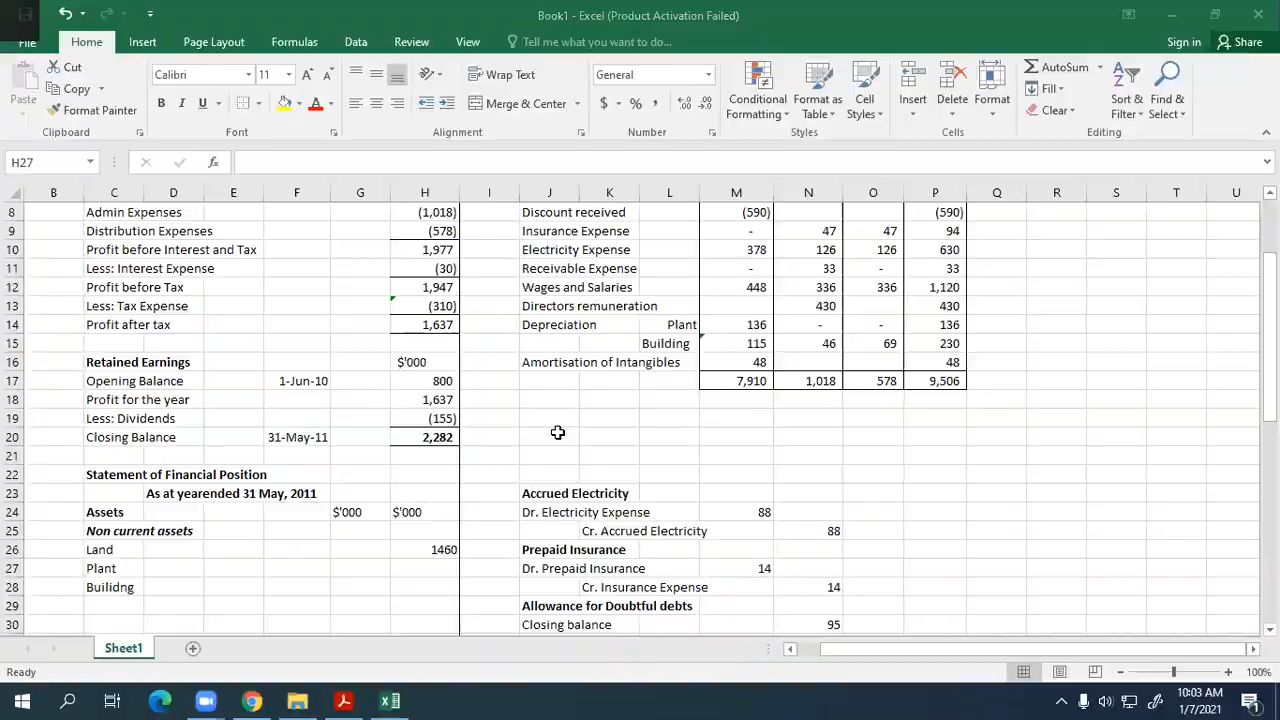 Book1 - Excel (Product Activation Failed)
File Home Insert Page Layout Formulas Data Review View Tell me what you want to do... Sign in Share
Cut
Copy
Format Painter
Paste
Calibri 11
B I U
Wrap Text
Merge & Center
General
$ % ,
Conditional Formatting
Format as Table
Cell Styles
Insert Delete Format
AutoSum
Fill
Clear
Sort & Filter
Find & Select
Clipboard Font Alignment Number Styles Cells Editing
H27 fx
B C D E F G H I J K L M N O P Q R S T U
8 Admin Expenses (1,018) Discount received (590) (590)
9 Distribution Expenses (578) Insurance Expense - 47 47 94
10 Profit before Interest and Tax 1,977 Electricity Expense 378 126 126 630
11 Less: Interest Expense (30) Receivable Expense - 33 - 33
12 Profit before Tax 1,947 Wages and Salaries 448 336 336 1,120
13 Less: Tax Expense (310) Directors remuneration 430 430
14 Profit after tax 1,637 Depreciation Plant 136 - - 136
15 Building 115 46 69 230
16 Retained Earnings $'000 Amortisation of Intangibles 48 48
17 Opening Balance 1-Jun-10 800 7,910 1,018 578 9,506
18 Profit for the year 1,637
19 Less: Dividends (155)
20 Closing Balance 31-May-11 2,282
21
22 Statement of Financial Position
23 As at yearended 31 May, 2011 Accrued Electricity
24 Assets $'000 $'000 Dr. Electricity Expense 88
25 Non current assets Cr. Accrued Electricity 88
26 Land 1460 Prepaid Insurance
27 Plant Dr. Prepaid Insurance 14
28 Builidng Cr. Insurance Expense 14
29 Allowance for Doubtful debts
30 Closing balance 95
Sheet1
Ready 100%
10:03 AM
1/7/2021